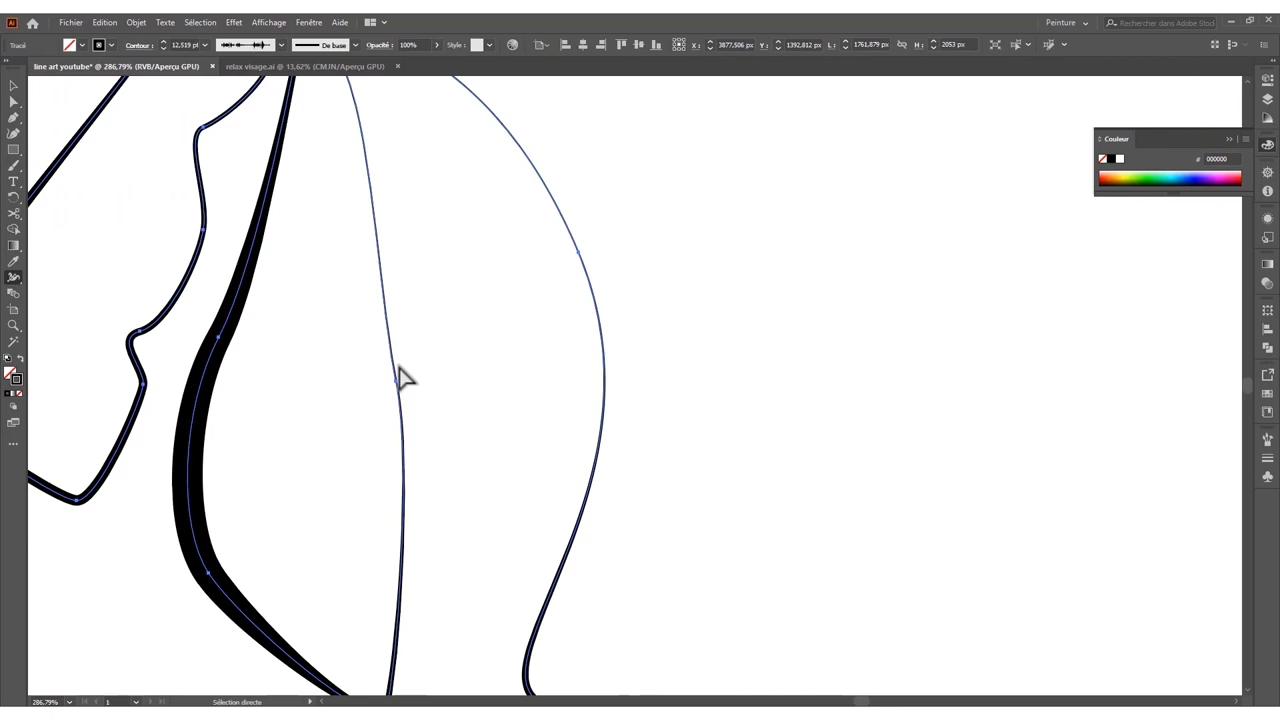 Ai Fichier Edition Objet Texte Sélection Effet Affichage Fenêtre Aide Peinture Rechercher dans Adobe Stock
Tracé Contour : 12,519 pt De base Opacité : 100% Style : X: 3877,506 px Y: 1392,812 px L: 1761,879 px H: 2053 px
line art youtube* @ 286,79% (RVB/Aperçu GPU) × relax visage.ai @ 13,62% (CMJN/Aperçu GPU) ×
Couleur
# 000000
286,79% 1 Sélection directe